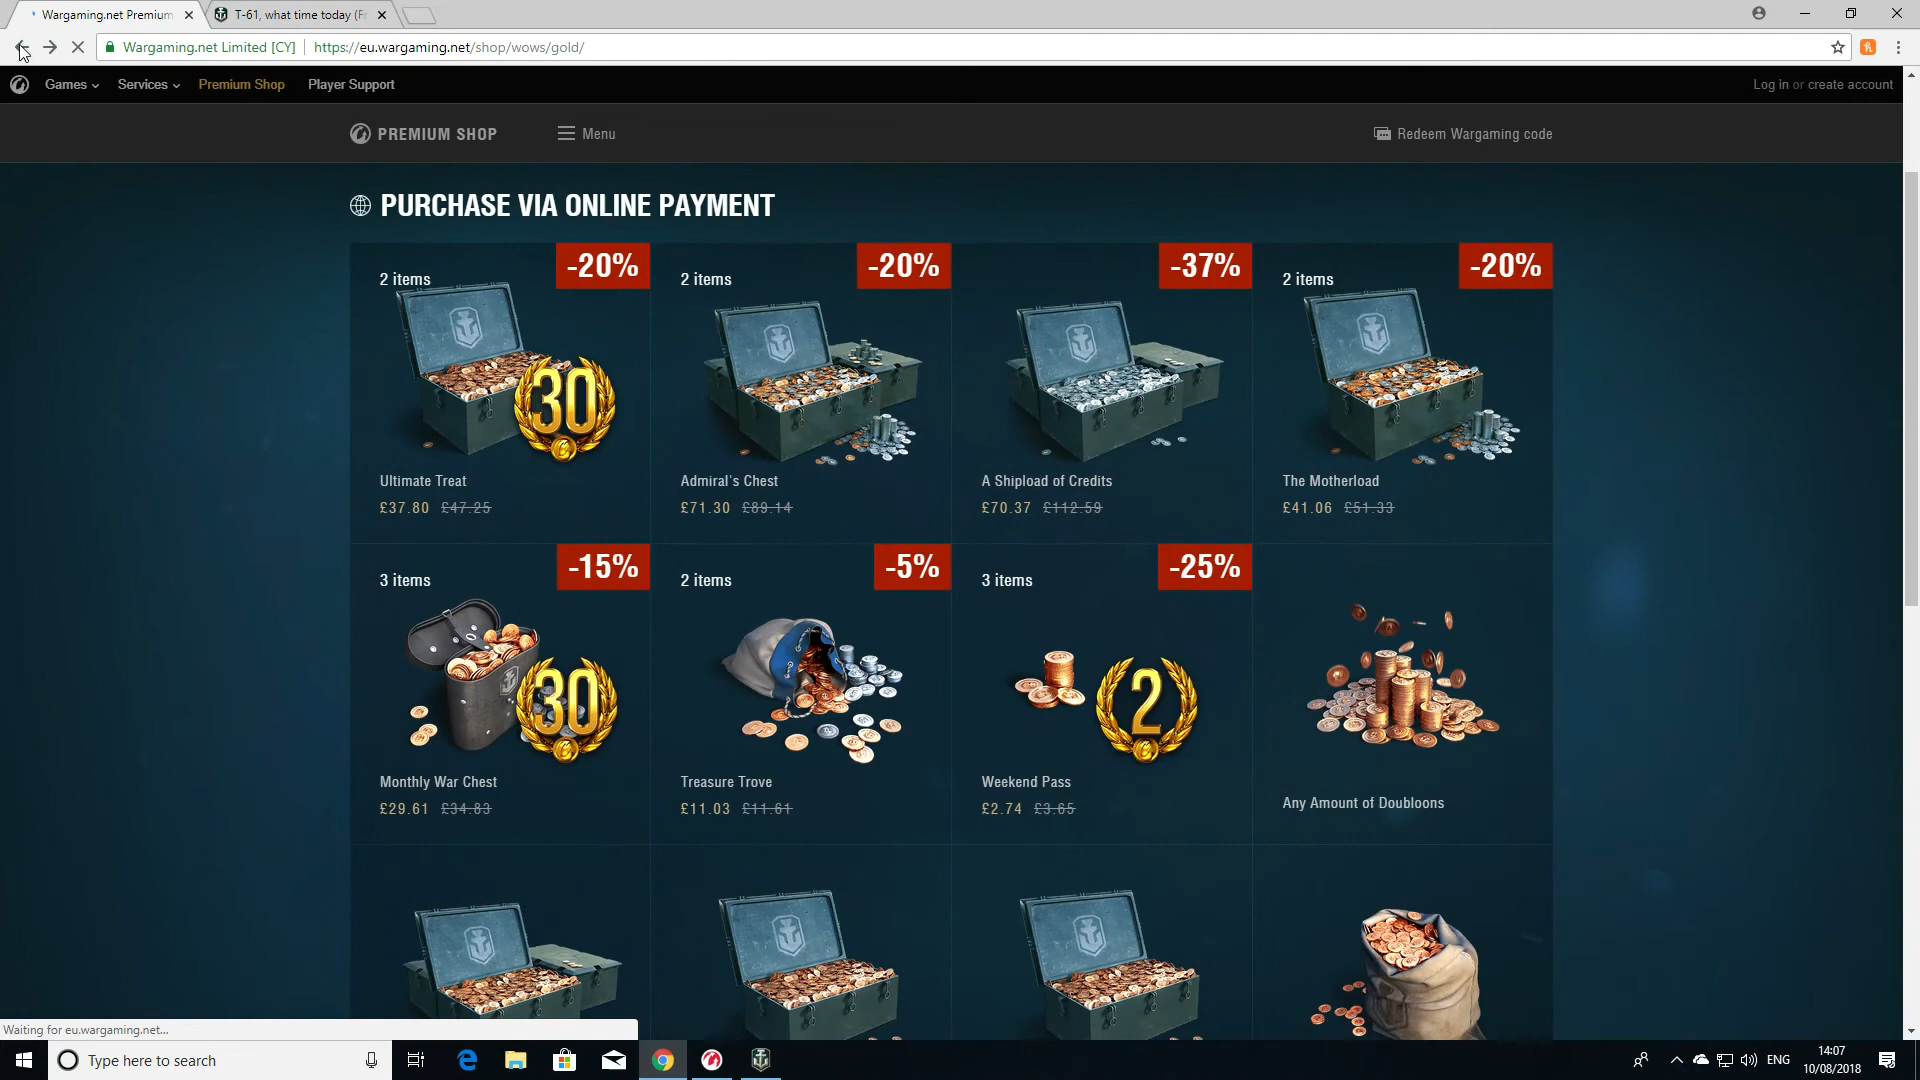 Wargaming.net Premium
T-61, what time today (Fr
Wargaming.net Limited [CY]
https://eu.wargaming.net/shop/wows/gold/
Games
Services
Premium Shop
Player Support
Log in or create account
PREMIUM SHOP
Menu
Redeem Wargaming code
PURCHASE VIA ONLINE PAYMENT
2 items
-20%
30
Ultimate Treat
£37.80 £47.25
2 items
-20%
Admiral's Chest
£71.30 £89.14
-37%
A Shipload of Credits
£70.37 £112.59
2 items
-20%
The Motherload
£41.06 £51.33
3 items
-15%
30
Monthly War Chest
£29.61 £34.83
2 items
-5%
Treasure Trove
£11.03 £11.61
3 items
-25%
2
Weekend Pass
£2.74 £3.65
Any Amount of Doubloons
Waiting for eu.wargaming.net...
Type here to search
ENG
14:07
10/08/2018